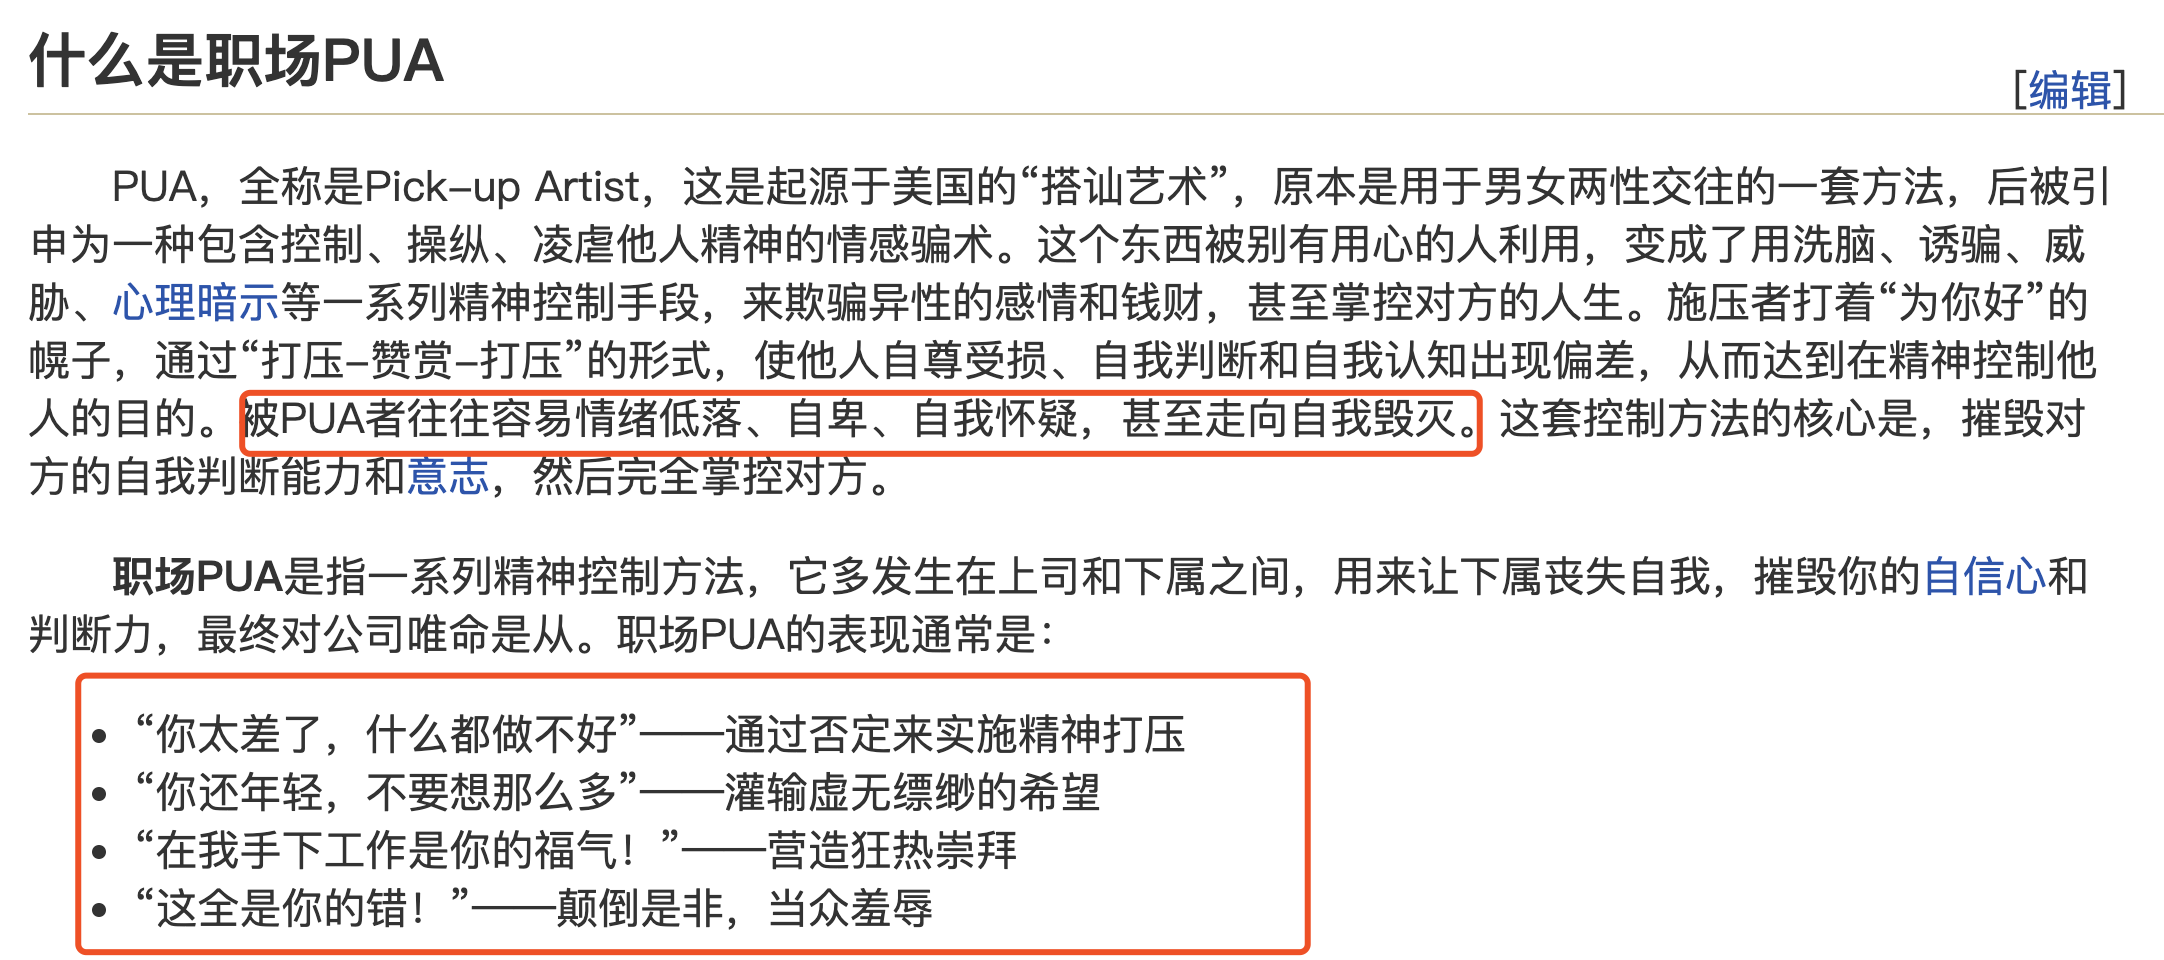 什么是职场PUA
[编辑]
PUA，全称是Pick-up Artist，这是起源于美国的“搭讪艺术”，原本是用于男女两性交往的一套方法，后被引
申为一种包含控制、操纵、凌虐他人精神的情感骗术。这个东西被别有用心的人利用，变成了用洗脑、诱骗、威
胁、心理暗示等一系列精神控制手段，来欺骗异性的感情和钱财，甚至掌控对方的人生。施压者打着“为你好”的
幌子，通过“打压-赞赏-打压”的形式，使他人自尊受损、自我判断和自我认知出现偏差，从而达到在精神控制他
人的目的。被PUA者往往容易情绪低落、自卑、自我怀疑，甚至走向自我毁灭。这套控制方法的核心是，摧毁对
方的自我判断能力和意志，然后完全掌控对方。
职场PUA是指一系列精神控制方法，它多发生在上司和下属之间，用来让下属丧失自我，摧毁你的自信心和
判断力，最终对公司唯命是从。职场PUA的表现通常是：
• “你太差了，什么都做不好”——通过否定来实施精神打压
• “你还年轻，不要想那么多”——灌输虚无缥缈的希望
• “在我手下工作是你的福气！”——营造狂热崇拜
• “这全是你的错！”——颠倒是非，当众羞辱